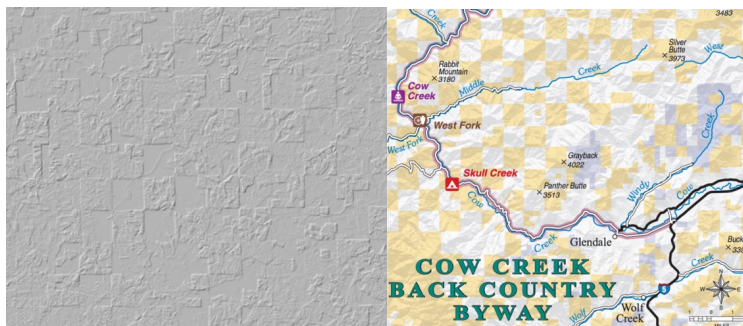 3483
Creek
Silver
Butte
3973
West
Rabbit
Mountain
3180
Middle
Creek
Cow
Creek
West Fork
West Fork
Creek
Grayback
4022
Skull Creek
Panther Butte
3513
Windy
Cow
Cow
Creek
Glendale
Buck
COW CREEK
BACK COUNTRY
BYWAY
Creek
5
Wolf
Wolf
Creek
N
W
E
S